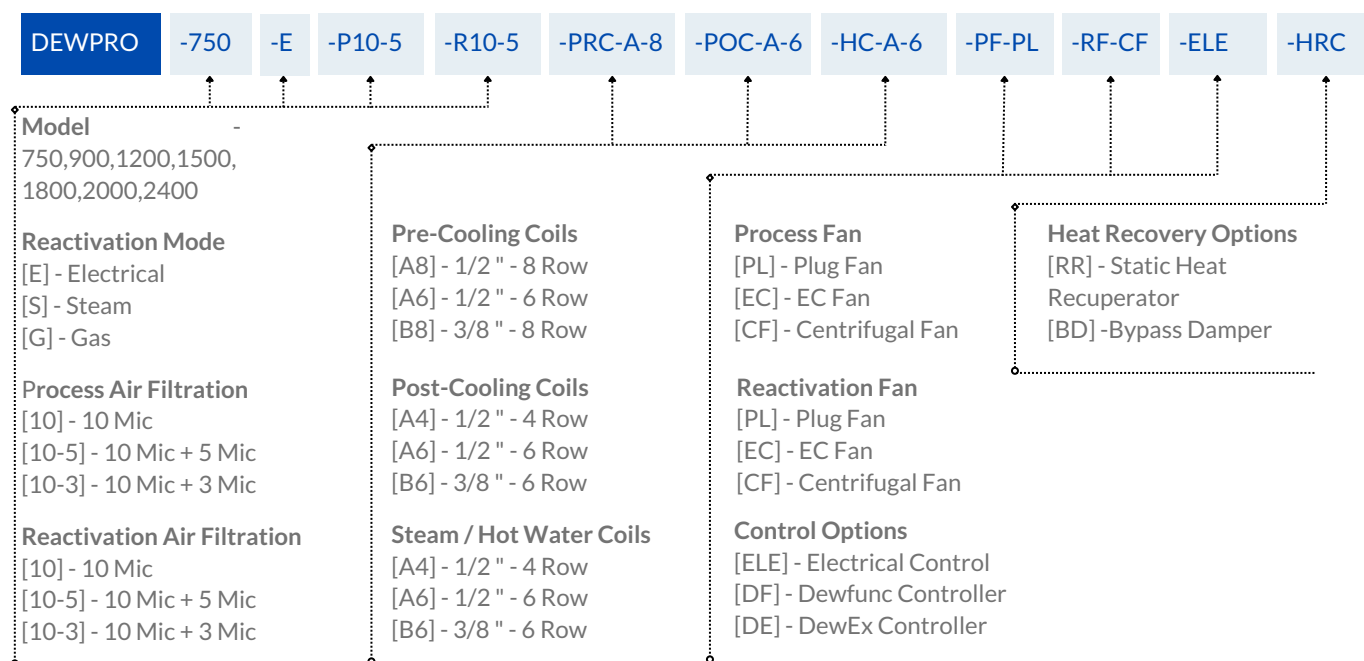 DEWPRO -750 -E -P10-5 -R10-5 -PRC-A-8 -POC-A-6 -HC-A-6 -PF-PL -RF-CF -ELE -HRC
Model -
750,900,1200,1500,
1800,2000,2400
Reactivation Mode
[E] - Electrical
[S] - Steam
[G] - Gas
Process Air Filtration
[10] - 10 Mic
[10-5] - 10 Mic + 5 Mic
[10-3] - 10 Mic + 3 Mic
Reactivation Air Filtration
[10] - 10 Mic
[10-5] - 10 Mic + 5 Mic
[10-3] - 10 Mic + 3 Mic
Pre-Cooling Coils
[A8] - 1/2 " - 8 Row
[A6] - 1/2 " - 6 Row
[B8] - 3/8 " - 8 Row
Post-Cooling Coils
[A4] - 1/2 " - 4 Row
[A6] - 1/2 " - 6 Row
[B6] - 3/8 " - 6 Row
Steam / Hot Water Coils
[A4] - 1/2 " - 4 Row
[A6] - 1/2 " - 6 Row
[B6] - 3/8 " - 6 Row
Process Fan
[PL] - Plug Fan
[EC] - EC Fan
[CF] - Centrifugal Fan
Reactivation Fan
[PL] - Plug Fan
[EC] - EC Fan
[CF] - Centrifugal Fan
Control Options
[ELE] - Electrical Control
[DF] - Dewfunc Controller
[DE] - DewEx Controller
Heat Recovery Options
[RR] - Static Heat
Recuperator
[BD] -Bypass Damper